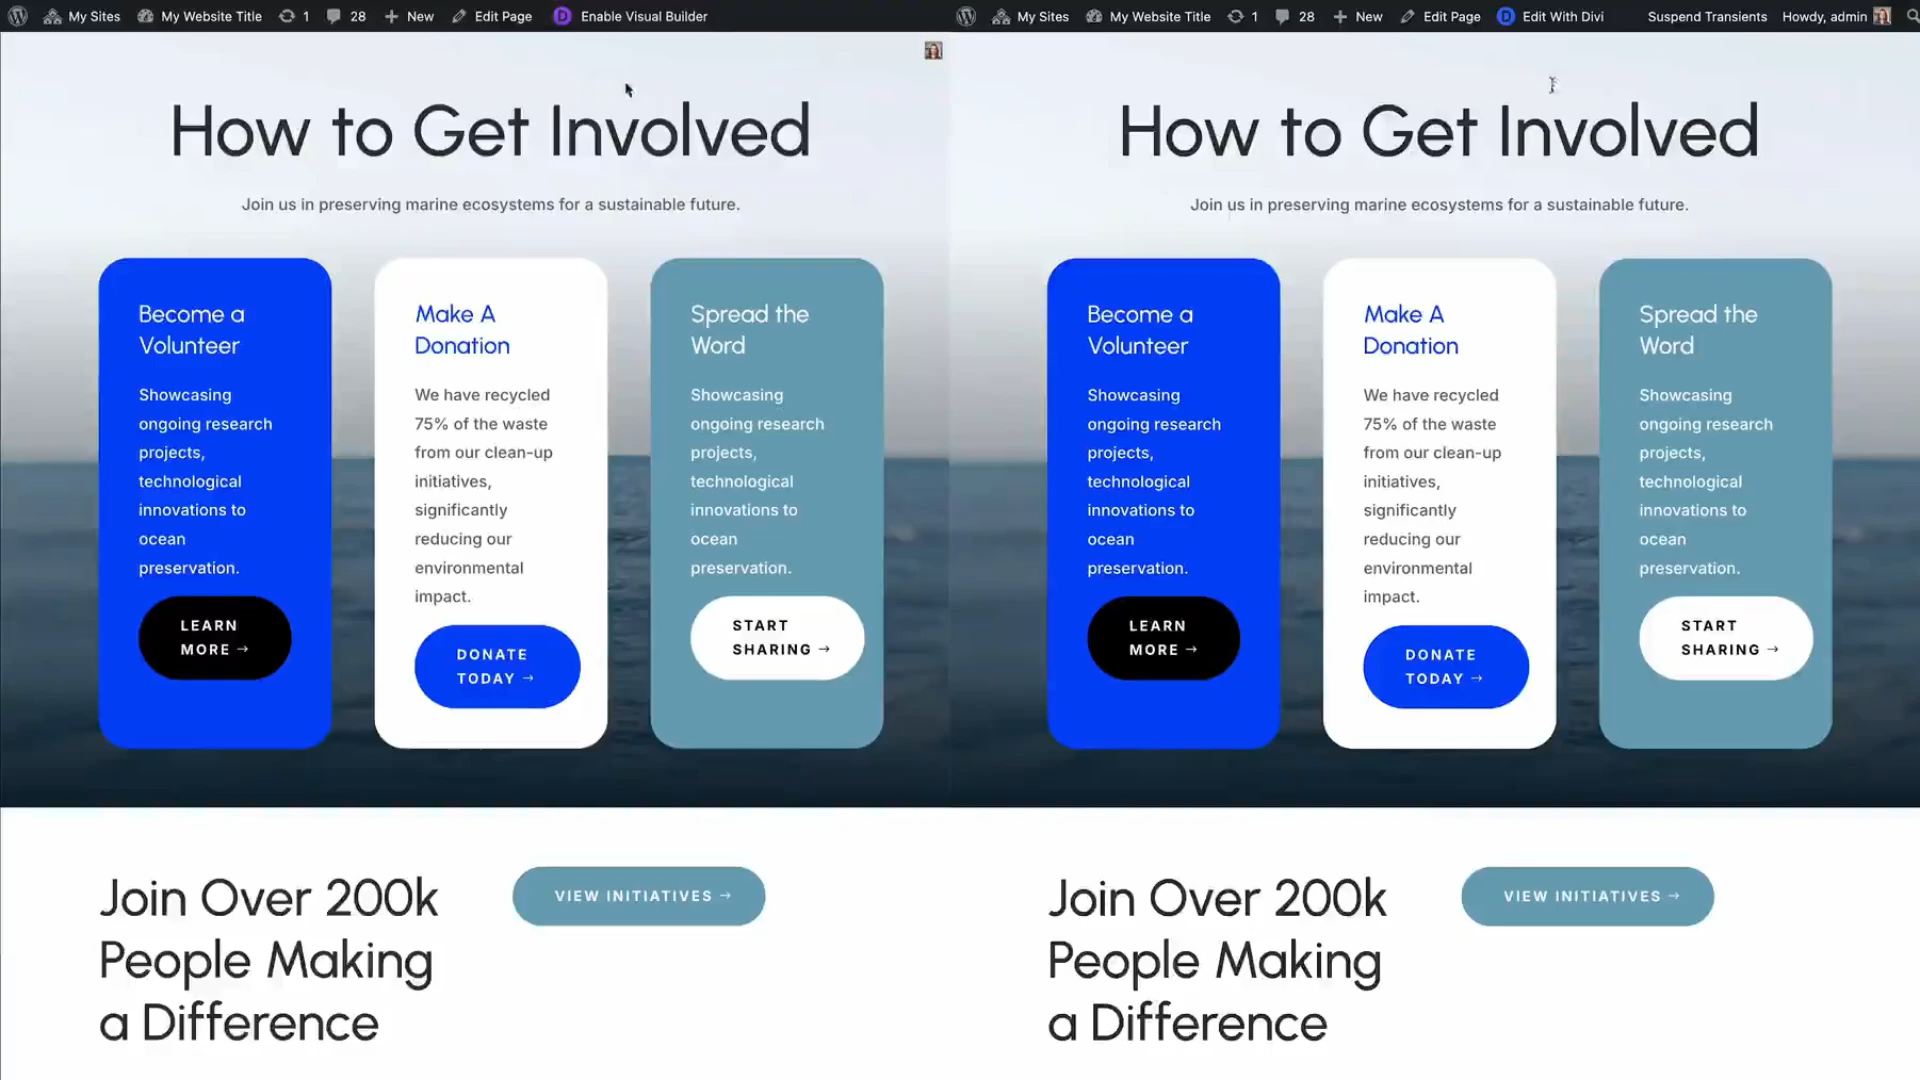 My Sites My Website Title 1 28 New Edit Page Enable Visual Builder
How to Get Involved
Join us in preserving marine ecosystems for a sustainable future.
Become a
Volunteer
Showcasing
ongoing research
projects,
technological
innovations to
ocean
preservation.
LEARN
MORE →
Make A
Donation
We have recycled
75% of the waste
from our clean-up
initiatives,
significantly
reducing our
environmental
impact.
DONATE
TODAY →
Spread the
Word
Showcasing
ongoing research
projects,
technological
innovations to
ocean
preservation.
START
SHARING →
Join Over 200k
People Making
a Difference
VIEW INITIATIVES →
My Sites My Website Title 1 28 New Edit Page Edit With Divi Suspend Transients Howdy, admin
How to Get Involved
Join us in preserving marine ecosystems for a sustainable future.
Become a
Volunteer
Showcasing
ongoing research
projects,
technological
innovations to
ocean
preservation.
LEARN
MORE →
Make A
Donation
We have recycled
75% of the waste
from our clean-up
initiatives,
significantly
reducing our
environmental
impact.
DONATE
TODAY →
Spread the
Word
Showcasing
ongoing research
projects,
technological
innovations to
ocean
preservation.
START
SHARING →
Join Over 200k
People Making
a Difference
VIEW INITIATIVES →